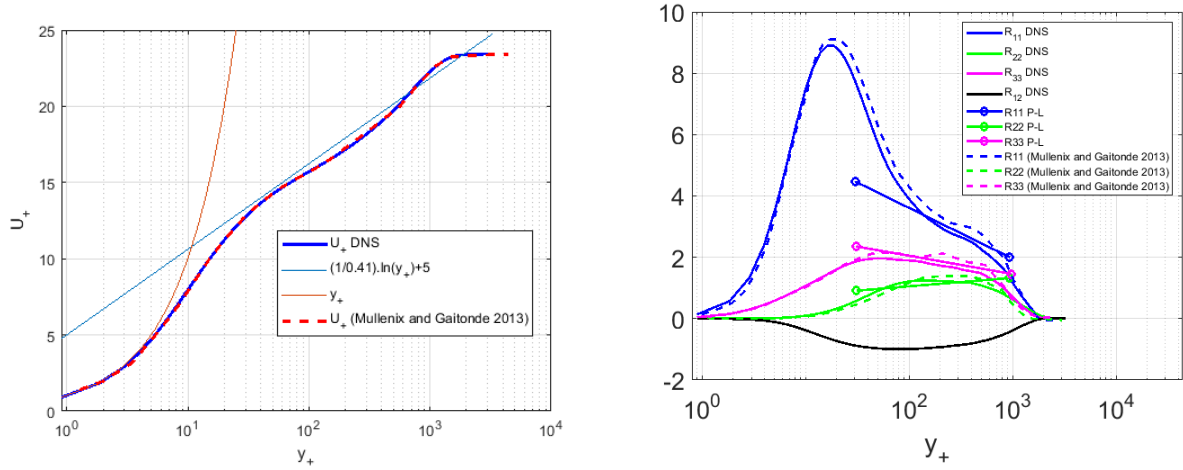 25
20
15
10
5
0
U+
10^0
10^1
10^2
10^3
10^4
y+
U+ DNS
(1/0.41).ln(y+)+5
y+
U+ (Mullenix and Gaitonde 2013)
10
8
6
4
2
0
-2
10^0
10^2
10^4
y+
R11 DNS
R22 DNS
R33 DNS
R12 DNS
R11 P-L
R22 P-L
R33 P-L
R11 (Mullenix and Gaitonde 2013)
R22 (Mullenix and Gaitonde 2013)
R33 (Mullenix and Gaitonde 2013)